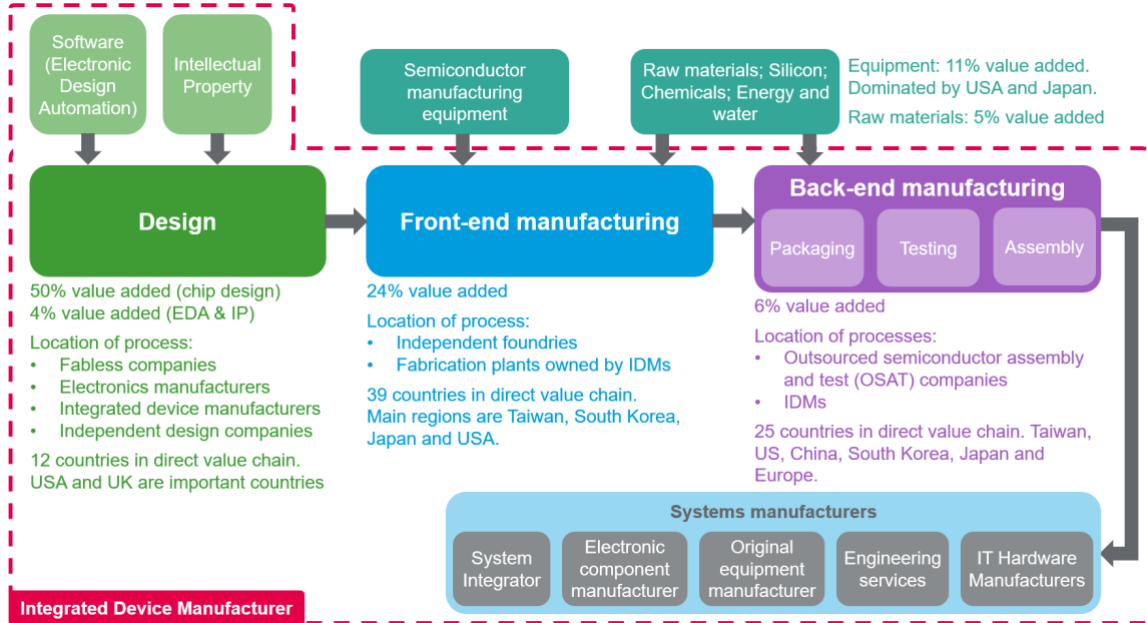 Software
(Electronic
Design
Automation)
Intellectual
Property
Semiconductor
manufacturing
equipment
Raw materials; Silicon;
Chemicals; Energy and
water
Equipment: 11% value added.
Dominated by USA and Japan.
Raw materials: 5% value added
Design
Front-end manufacturing
Back-end manufacturing
Packaging
Testing
Assembly
50% value added (chip design)
4% value added (EDA & IP)
Location of process:
• Fabless companies
• Electronics manufacturers
• Integrated device manufacturers
• Independent design companies
12 countries in direct value chain.
USA and UK are important countries
24% value added
Location of process:
• Independent foundries
• Fabrication plants owned by IDMs
39 countries in direct value chain.
Main regions are Taiwan, South Korea,
Japan and USA.
6% value added
Location of processes:
• Outsourced semiconductor assembly
and test (OSAT) companies
• IDMs
25 countries in direct value chain. Taiwan,
US, China, South Korea, Japan and
Europe.
Systems manufacturers
System
Integrator
Electronic
component
manufacturer
Original
equipment
manufacturer
Engineering
services
IT Hardware
Manufacturers
Integrated Device Manufacturer